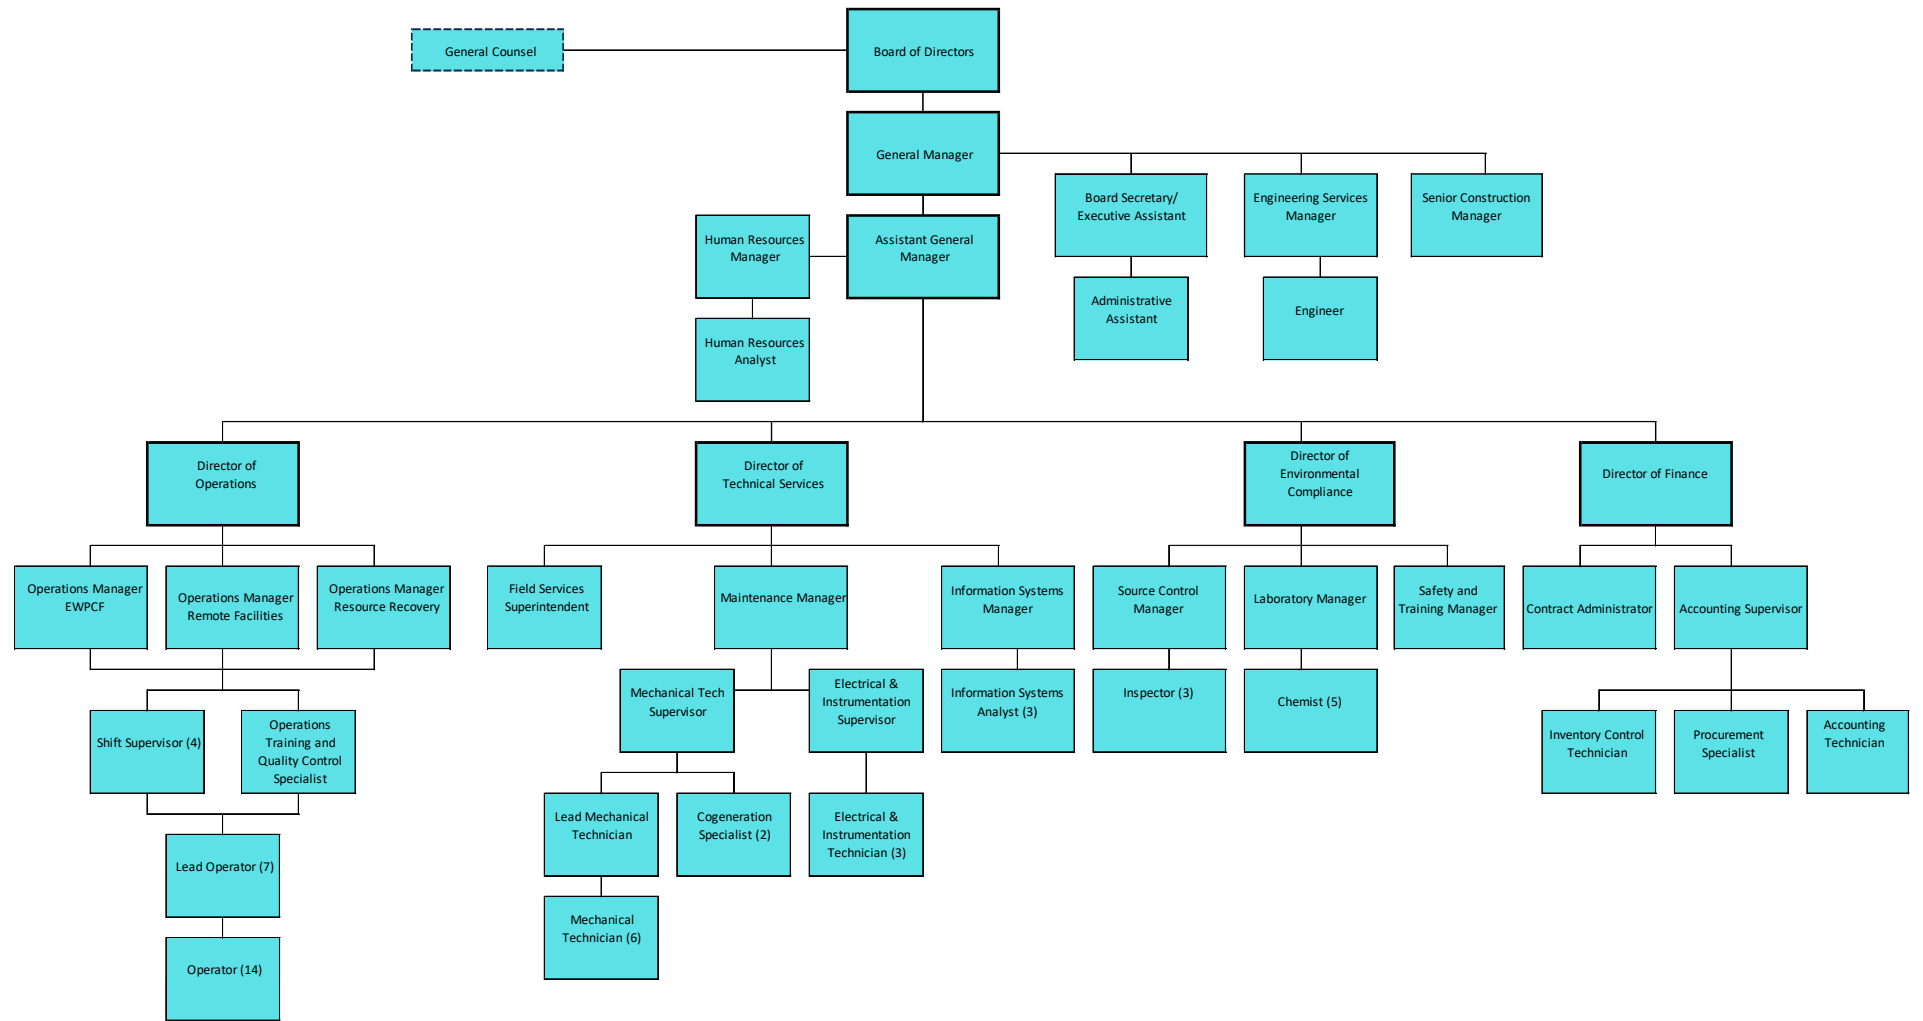 General Counsel
Board of Directors
General Manager
Board Secretary/
Executive Assistant
Engineering Services
Manager
Senior Construction
Manager
Human Resources
Manager
Assistant General
Manager
Administrative
Assistant
Engineer
Human Resources
Analyst
Director of
Operations
Director of
Technical Services
Director of
Environmental
Compliance
Director of Finance
Operations Manager
EWPCF
Operations Manager
Remote Facilities
Operations Manager
Resource Recovery
Field Services
Superintendent
Maintenance Manager
Information Systems
Manager
Source Control
Manager
Laboratory Manager
Safety and
Training Manager
Contract Administrator
Accounting Supervisor
Shift Supervisor (4)
Operations
Training and
Quality Control
Specialist
Mechanical Tech
Supervisor
Electrical &
Instrumentation
Supervisor
Information Systems
Analyst (3)
Inspector (3)
Chemist (5)
Inventory Control
Technician
Procurement
Specialist
Accounting
Technician
Lead Operator (7)
Lead Mechanical
Technician
Cogeneration
Specialist (2)
Electrical &
Instrumentation
Technician (3)
Operator (14)
Mechanical
Technician (6)